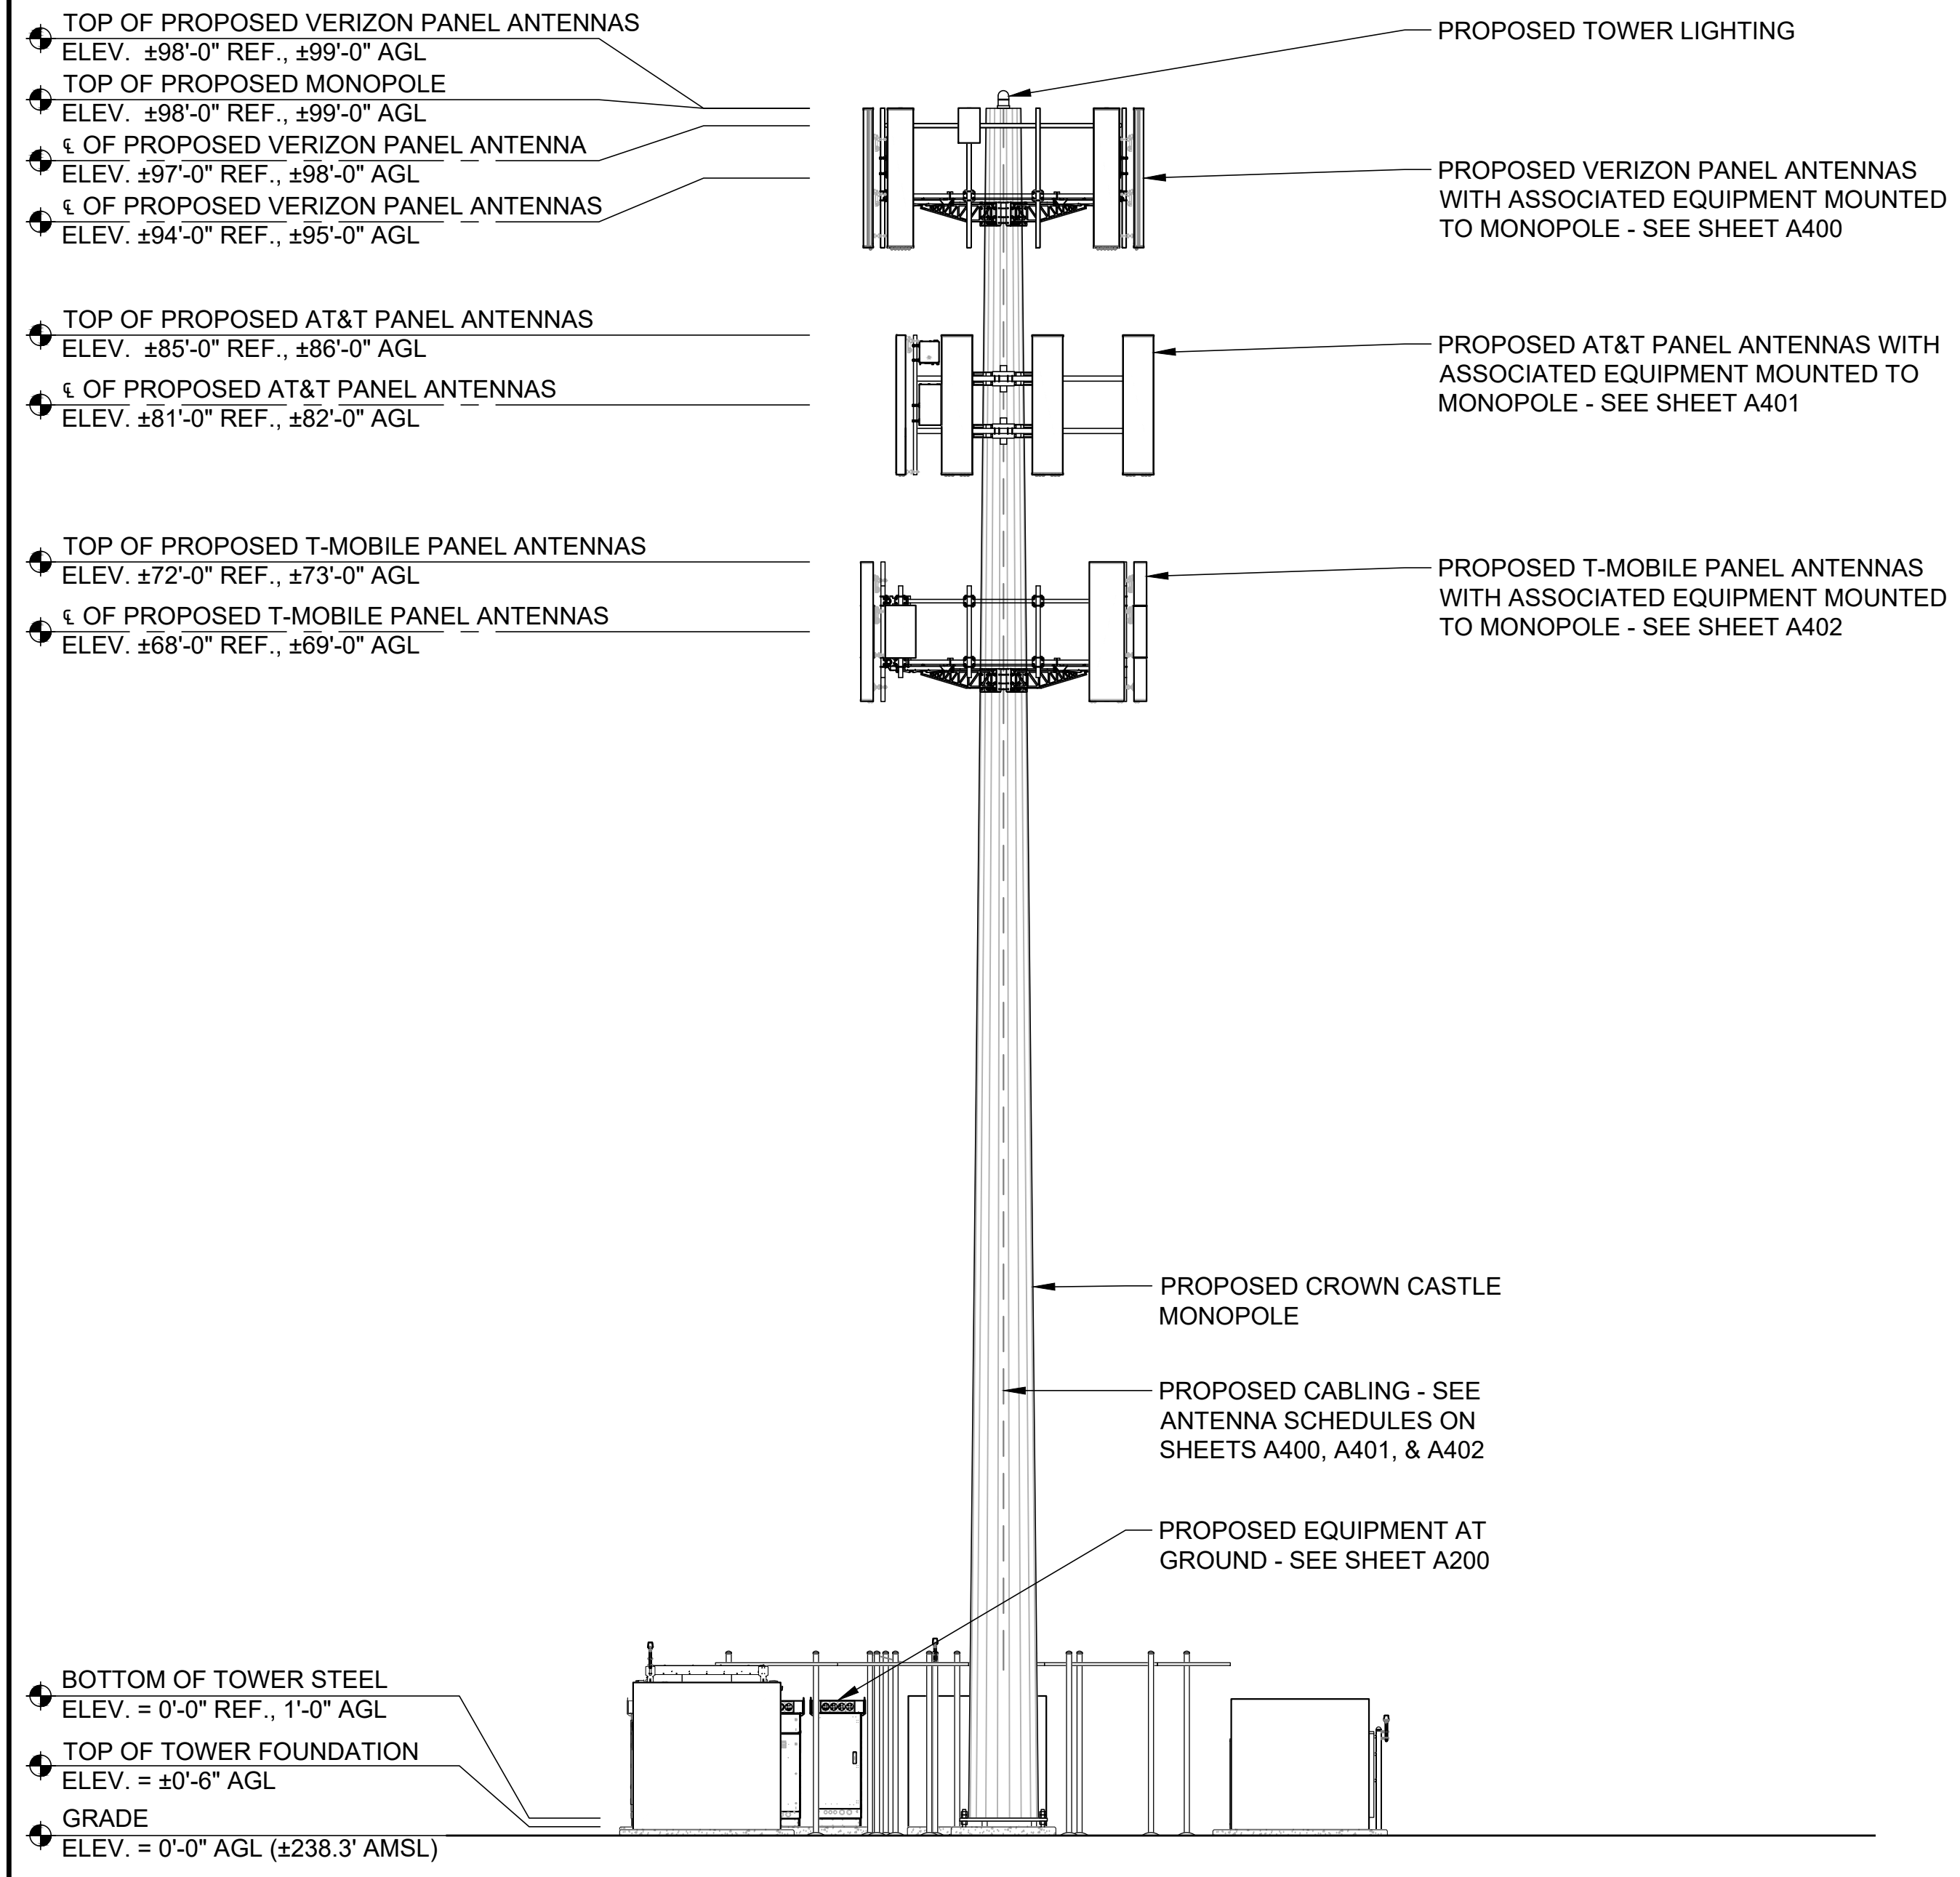 TOP OF PROPOSED VERIZON PANEL ANTENNAS
ELEV. ±98'-0" REF., ±99'-0" AGL
TOP OF PROPOSED MONOPOLE
ELEV. ±98'-0" REF., ±99'-0" AGL
℄ OF PROPOSED VERIZON PANEL ANTENNA
ELEV. ±97'-0" REF., ±98'-0" AGL
℄ OF PROPOSED VERIZON PANEL ANTENNAS
ELEV. ±94'-0" REF., ±95'-0" AGL
TOP OF PROPOSED AT&T PANEL ANTENNAS
ELEV. ±85'-0" REF., ±86'-0" AGL
℄ OF PROPOSED AT&T PANEL ANTENNAS
ELEV. ±81'-0" REF., ±82'-0" AGL
TOP OF PROPOSED T-MOBILE PANEL ANTENNAS
ELEV. ±72'-0" REF., ±73'-0" AGL
℄ OF PROPOSED T-MOBILE PANEL ANTENNAS
ELEV. ±68'-0" REF., ±69'-0" AGL
BOTTOM OF TOWER STEEL
ELEV. = 0'-0" REF., 1'-0" AGL
TOP OF TOWER FOUNDATION
ELEV. = ±0'-6" AGL
GRADE
ELEV. = 0'-0" AGL (±238.3' AMSL)
PROPOSED TOWER LIGHTING
PROPOSED VERIZON PANEL ANTENNAS
WITH ASSOCIATED EQUIPMENT MOUNTED
TO MONOPOLE - SEE SHEET A400
PROPOSED AT&T PANEL ANTENNAS WITH
ASSOCIATED EQUIPMENT MOUNTED TO
MONOPOLE - SEE SHEET A401
PROPOSED T-MOBILE PANEL ANTENNAS
WITH ASSOCIATED EQUIPMENT MOUNTED
TO MONOPOLE - SEE SHEET A402
PROPOSED CROWN CASTLE
MONOPOLE
PROPOSED CABLING - SEE
ANTENNA SCHEDULES ON
SHEETS A400, A401, & A402
PROPOSED EQUIPMENT AT
GROUND - SEE SHEET A200